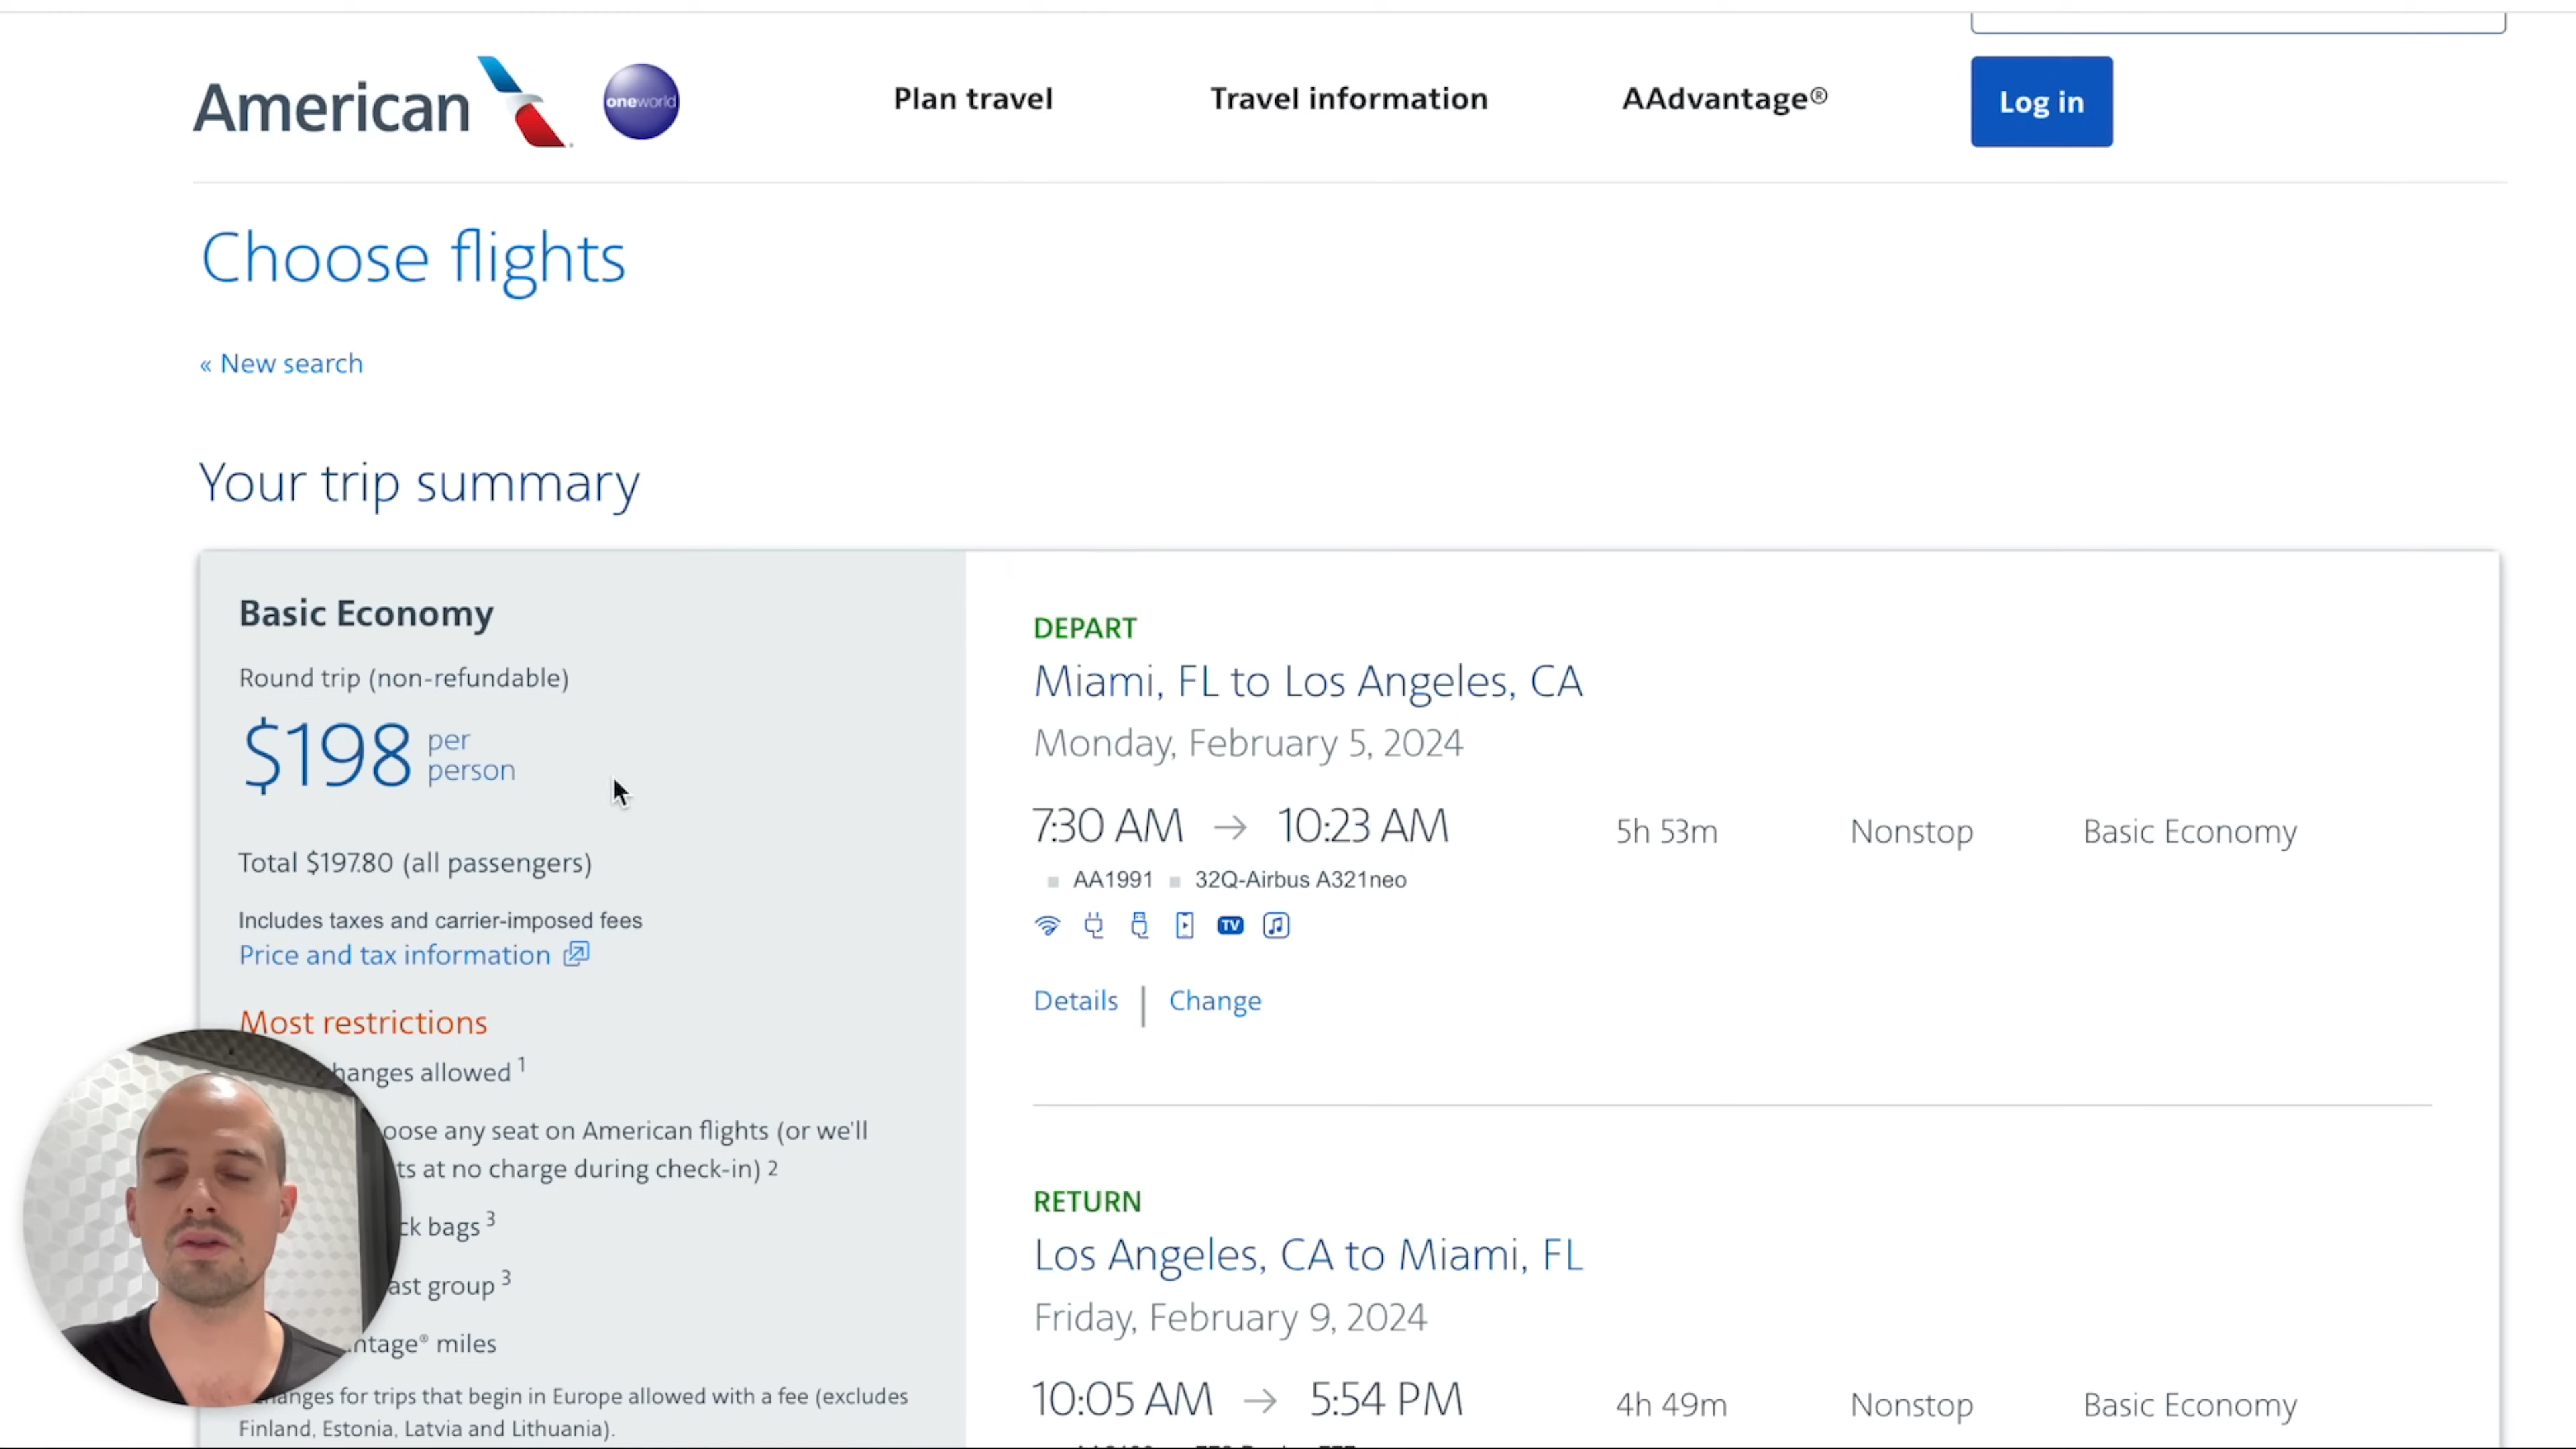 American
oneworld
Plan travel
Travel information
AAdvantage®
Log in
Choose flights
« New search
Your trip summary
Basic Economy
Round trip (non-refundable)
$198 per person
Total $197.80 (all passengers)
Includes taxes and carrier-imposed fees
Price and tax information
Most restrictions
hanges allowed 1
oose any seat on American flights (or we'll
ts at no charge during check-in) 2
ck bags 3
ast group 3
ntage® miles
anges for trips that begin in Europe allowed with a fee (excludes
Finland, Estonia, Latvia and Lithuania).
DEPART
Miami, FL to Los Angeles, CA
Monday, February 5, 2024
7:30 AM → 10:23 AM 5h 53m Nonstop Basic Economy
AA1991 32Q-Airbus A321neo
TV
Details | Change
RETURN
Los Angeles, CA to Miami, FL
Friday, February 9, 2024
10:05 AM → 5:54 PM 4h 49m Nonstop Basic Economy